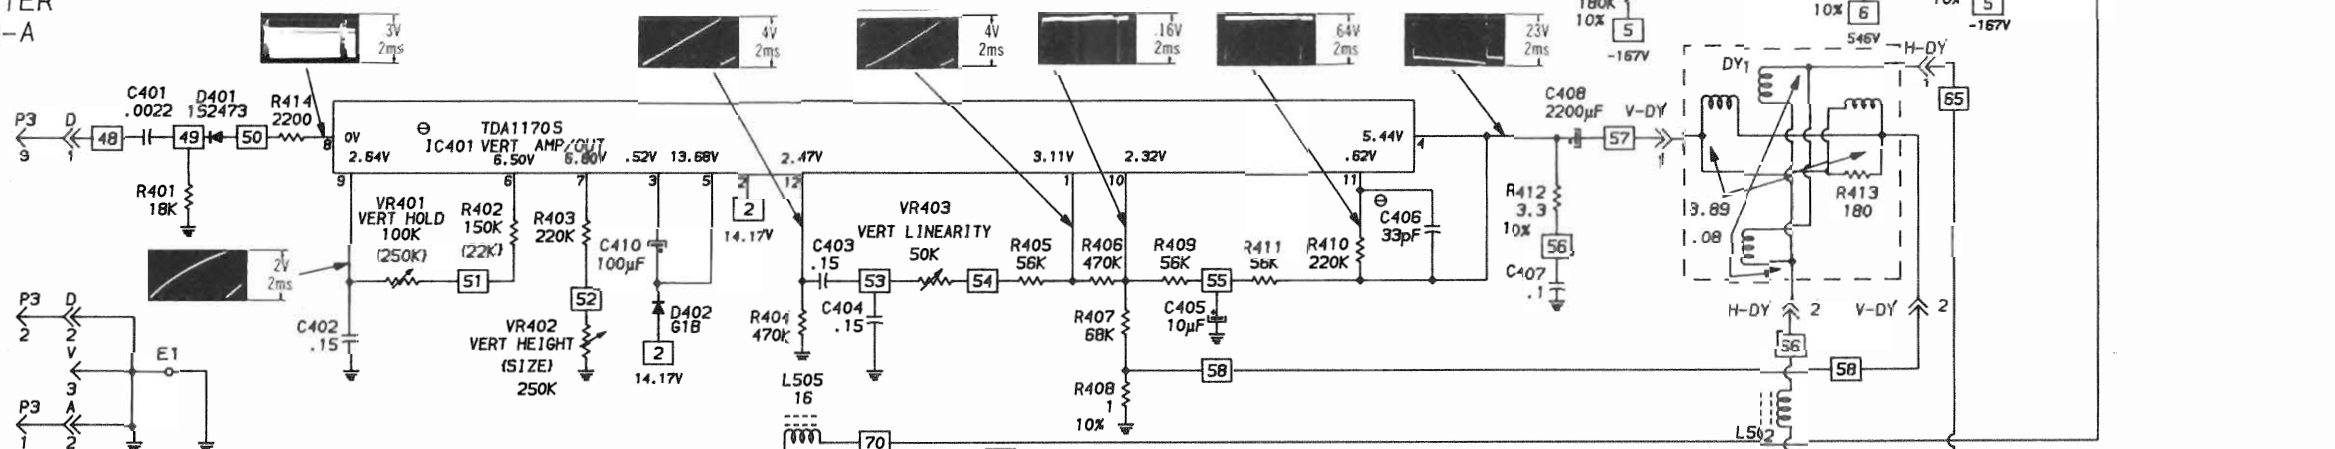 TER
-A
3V
2ms
4V
2ms
4V
2ms
.16V
2ms
64V
2ms
23V
2ms
180K
10%
5
-167V
10%
6
546V
10%
5
-167V
P3
9
D
1
48
C401
.0022
49
D401
1S2473
50
R414
2200
8
0V
TDA1170S
IC401 VERT AMP/OUT
2.64V
6.50V
6.80V
.52V
13.68V
2.47V
3.11V
2.32V
5.44V
.62V
4
9
6
7
3
5
2
12
1
10
11
R401
18K
VR401
VERT HOLD
100K
(250K)
R402
150K
(22K)
51
R403
220K
C410
100µF
2
14.17V
C403
.15
53
VR403
VERT LINEARITY
50K
54
R405
56K
R406
470K
R409
56K
55
R411
56K
R410
220K
C406
33pF
R412
3.3
10%
56
C407
.1
C408
2200µF
57
V-DY
1
DY1
H-DY
1
65
R413
180
3.89
.08
2V
2ms
C402
.15
52
VR402
VERT HEIGHT
(SIZE)
250K
D402
G1B
2
14.17V
R404
470K
C404
.15
C405
10µF
R407
68K
58
R408
1
10%
L505
16
70
H-DY
2
V-DY
2
58
L502
P3
2
D
2
V
3
E1
P3
1
A
2